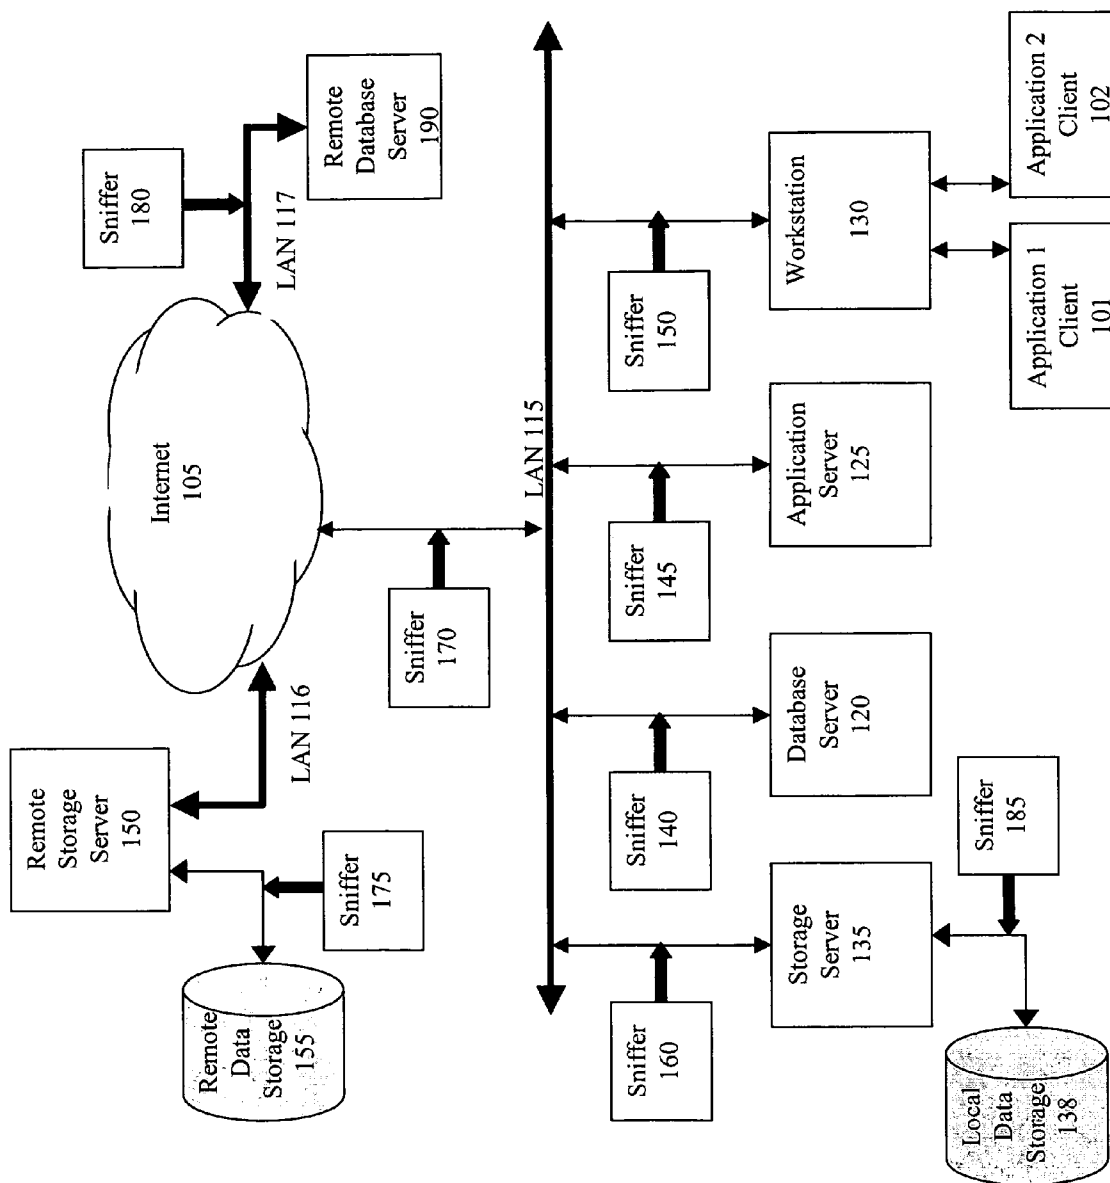 Remote
Storage
Server
150
Remote
Data
Storage
155
Sniffer
175
LAN 116
Internet
105
Sniffer
180
LAN 117
Remote
Database
Server
190
Sniffer
170
LAN 115
Sniffer
160
Sniffer
140
Sniffer
145
Sniffer
150
Storage
Server
135
Database
Server
120
Application
Server
125
Workstation
130
Sniffer
185
Local
Data
Storage
138
Application 1
Client
101
Application 2
Client
102